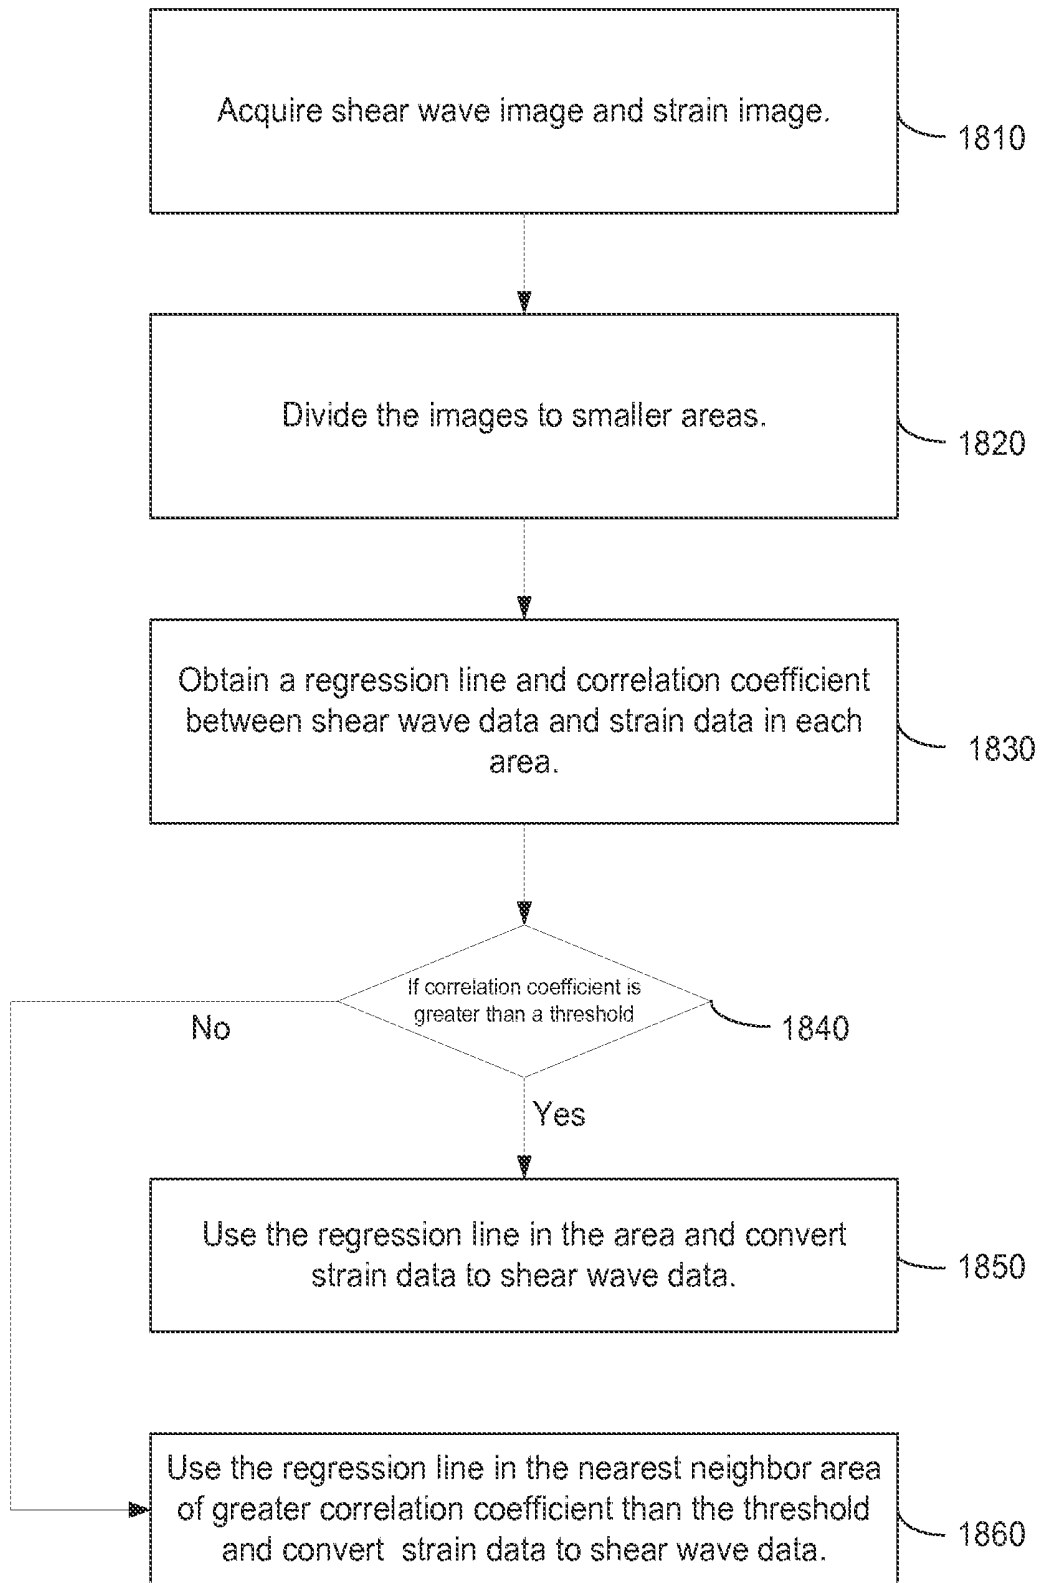 Acquire shear wave image and strain image.
1810
Divide the images to smaller areas.
1820
Obtain a regression line and correlation coefficient
between shear wave data and strain data in each
area.
1830
If correlation coefficient is
greater than a threshold
1840
No
Yes
Use the regression line in the area and convert
strain data to shear wave data.
1850
Use the regression line in the nearest neighbor area
of greater correlation coefficient than the threshold
and convert strain data to shear wave data.
1860